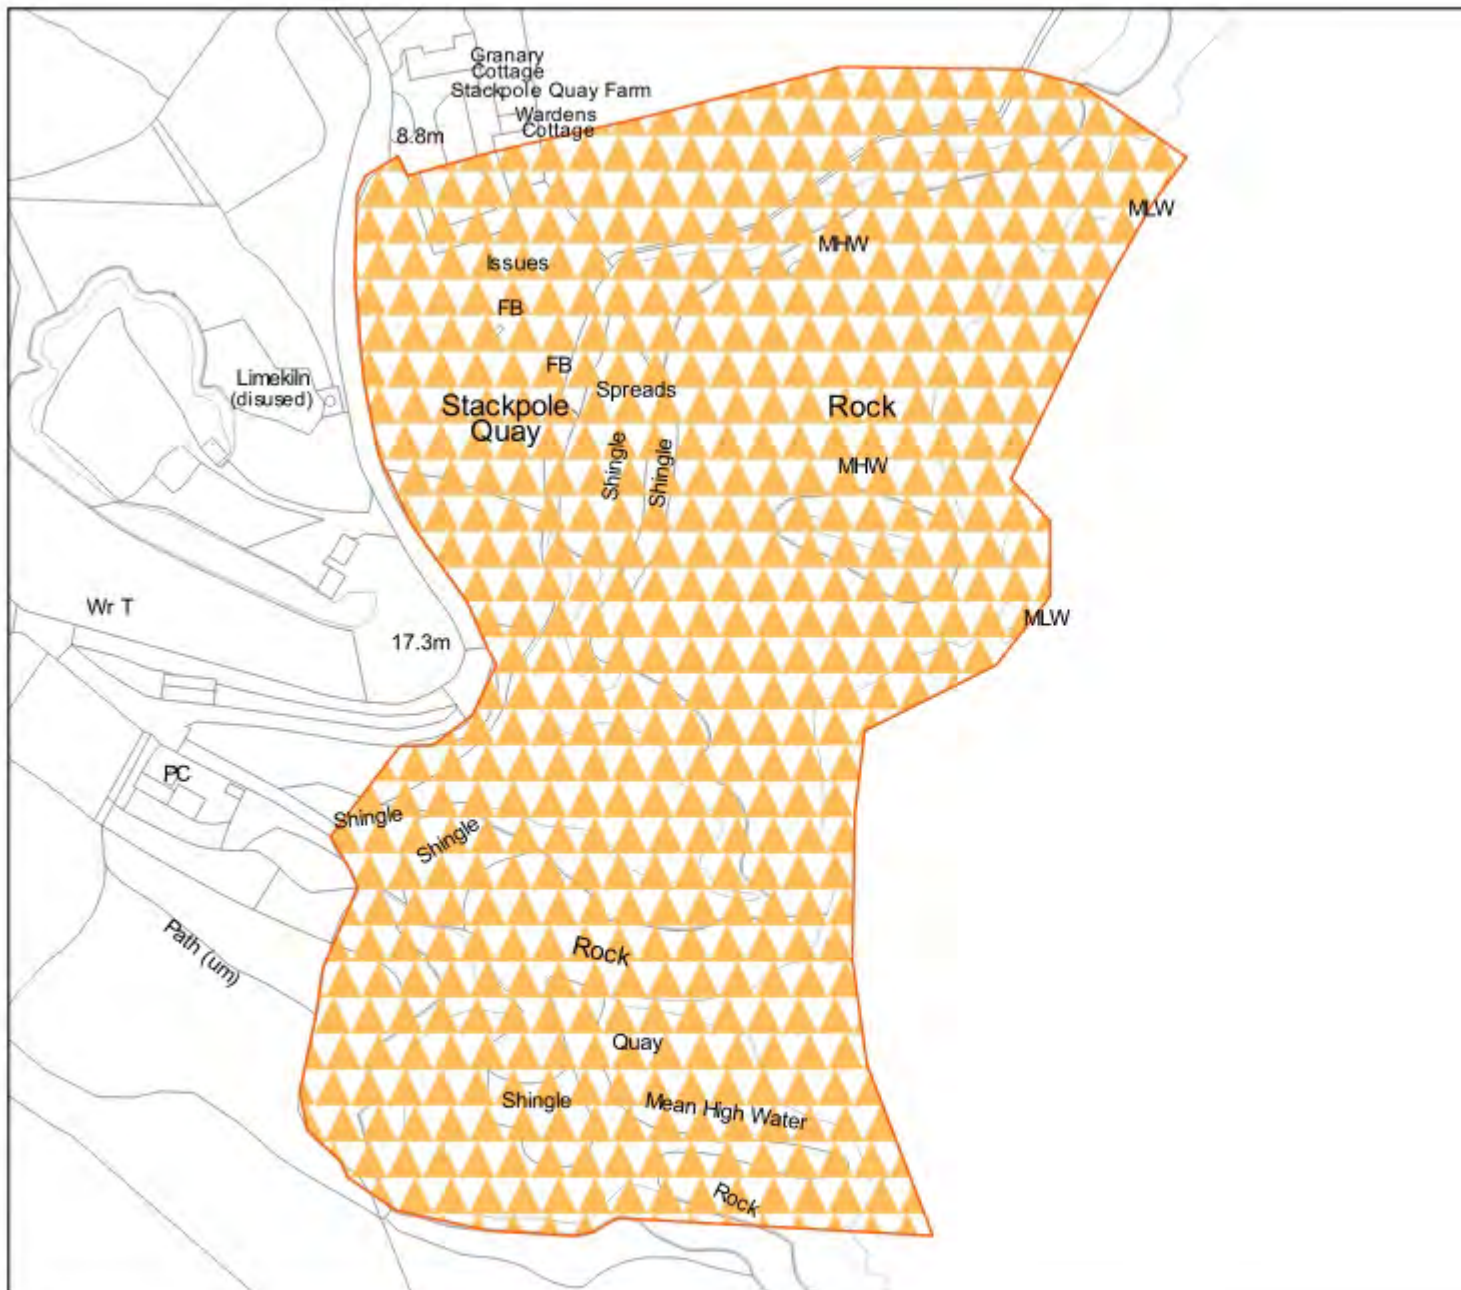 Granary
Cottage
Stackpole Quay Farm
Wardens
Cottage
8.8m
MLW
MHW
Issues
FB
FB
Limekiln
(disused)
Spreads
Stackpole
Quay
Rock
Shingle
Shingle
MHW
Wr T
MLW
17.3m
PC
Shingle
Shingle
Path (um)
Rock
Quay
Shingle
Mean High Water
Rock